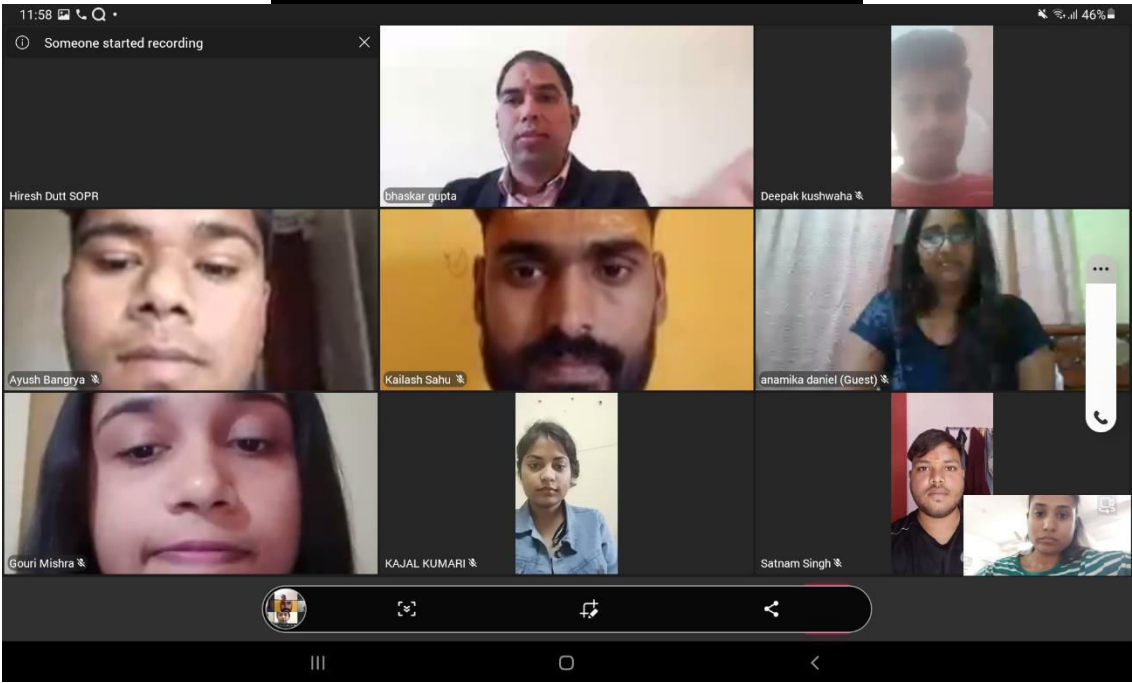 11:58
46%
Someone started recording
Hiresh Dutt SOPR
bhaskar gupta
Deepak kushwaha
Ayush Bangrya
Kailash Sahu
anamika daniel (Guest)
Gouri Mishra
KAJAL KUMARI
Satnam Singh